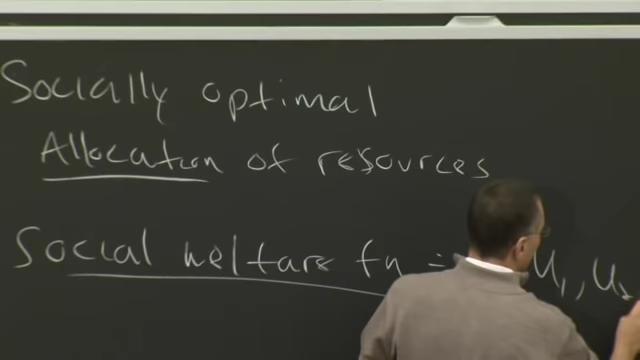 Socially optimal
Allocation of resources
Social welfare fn = U₁, U₂